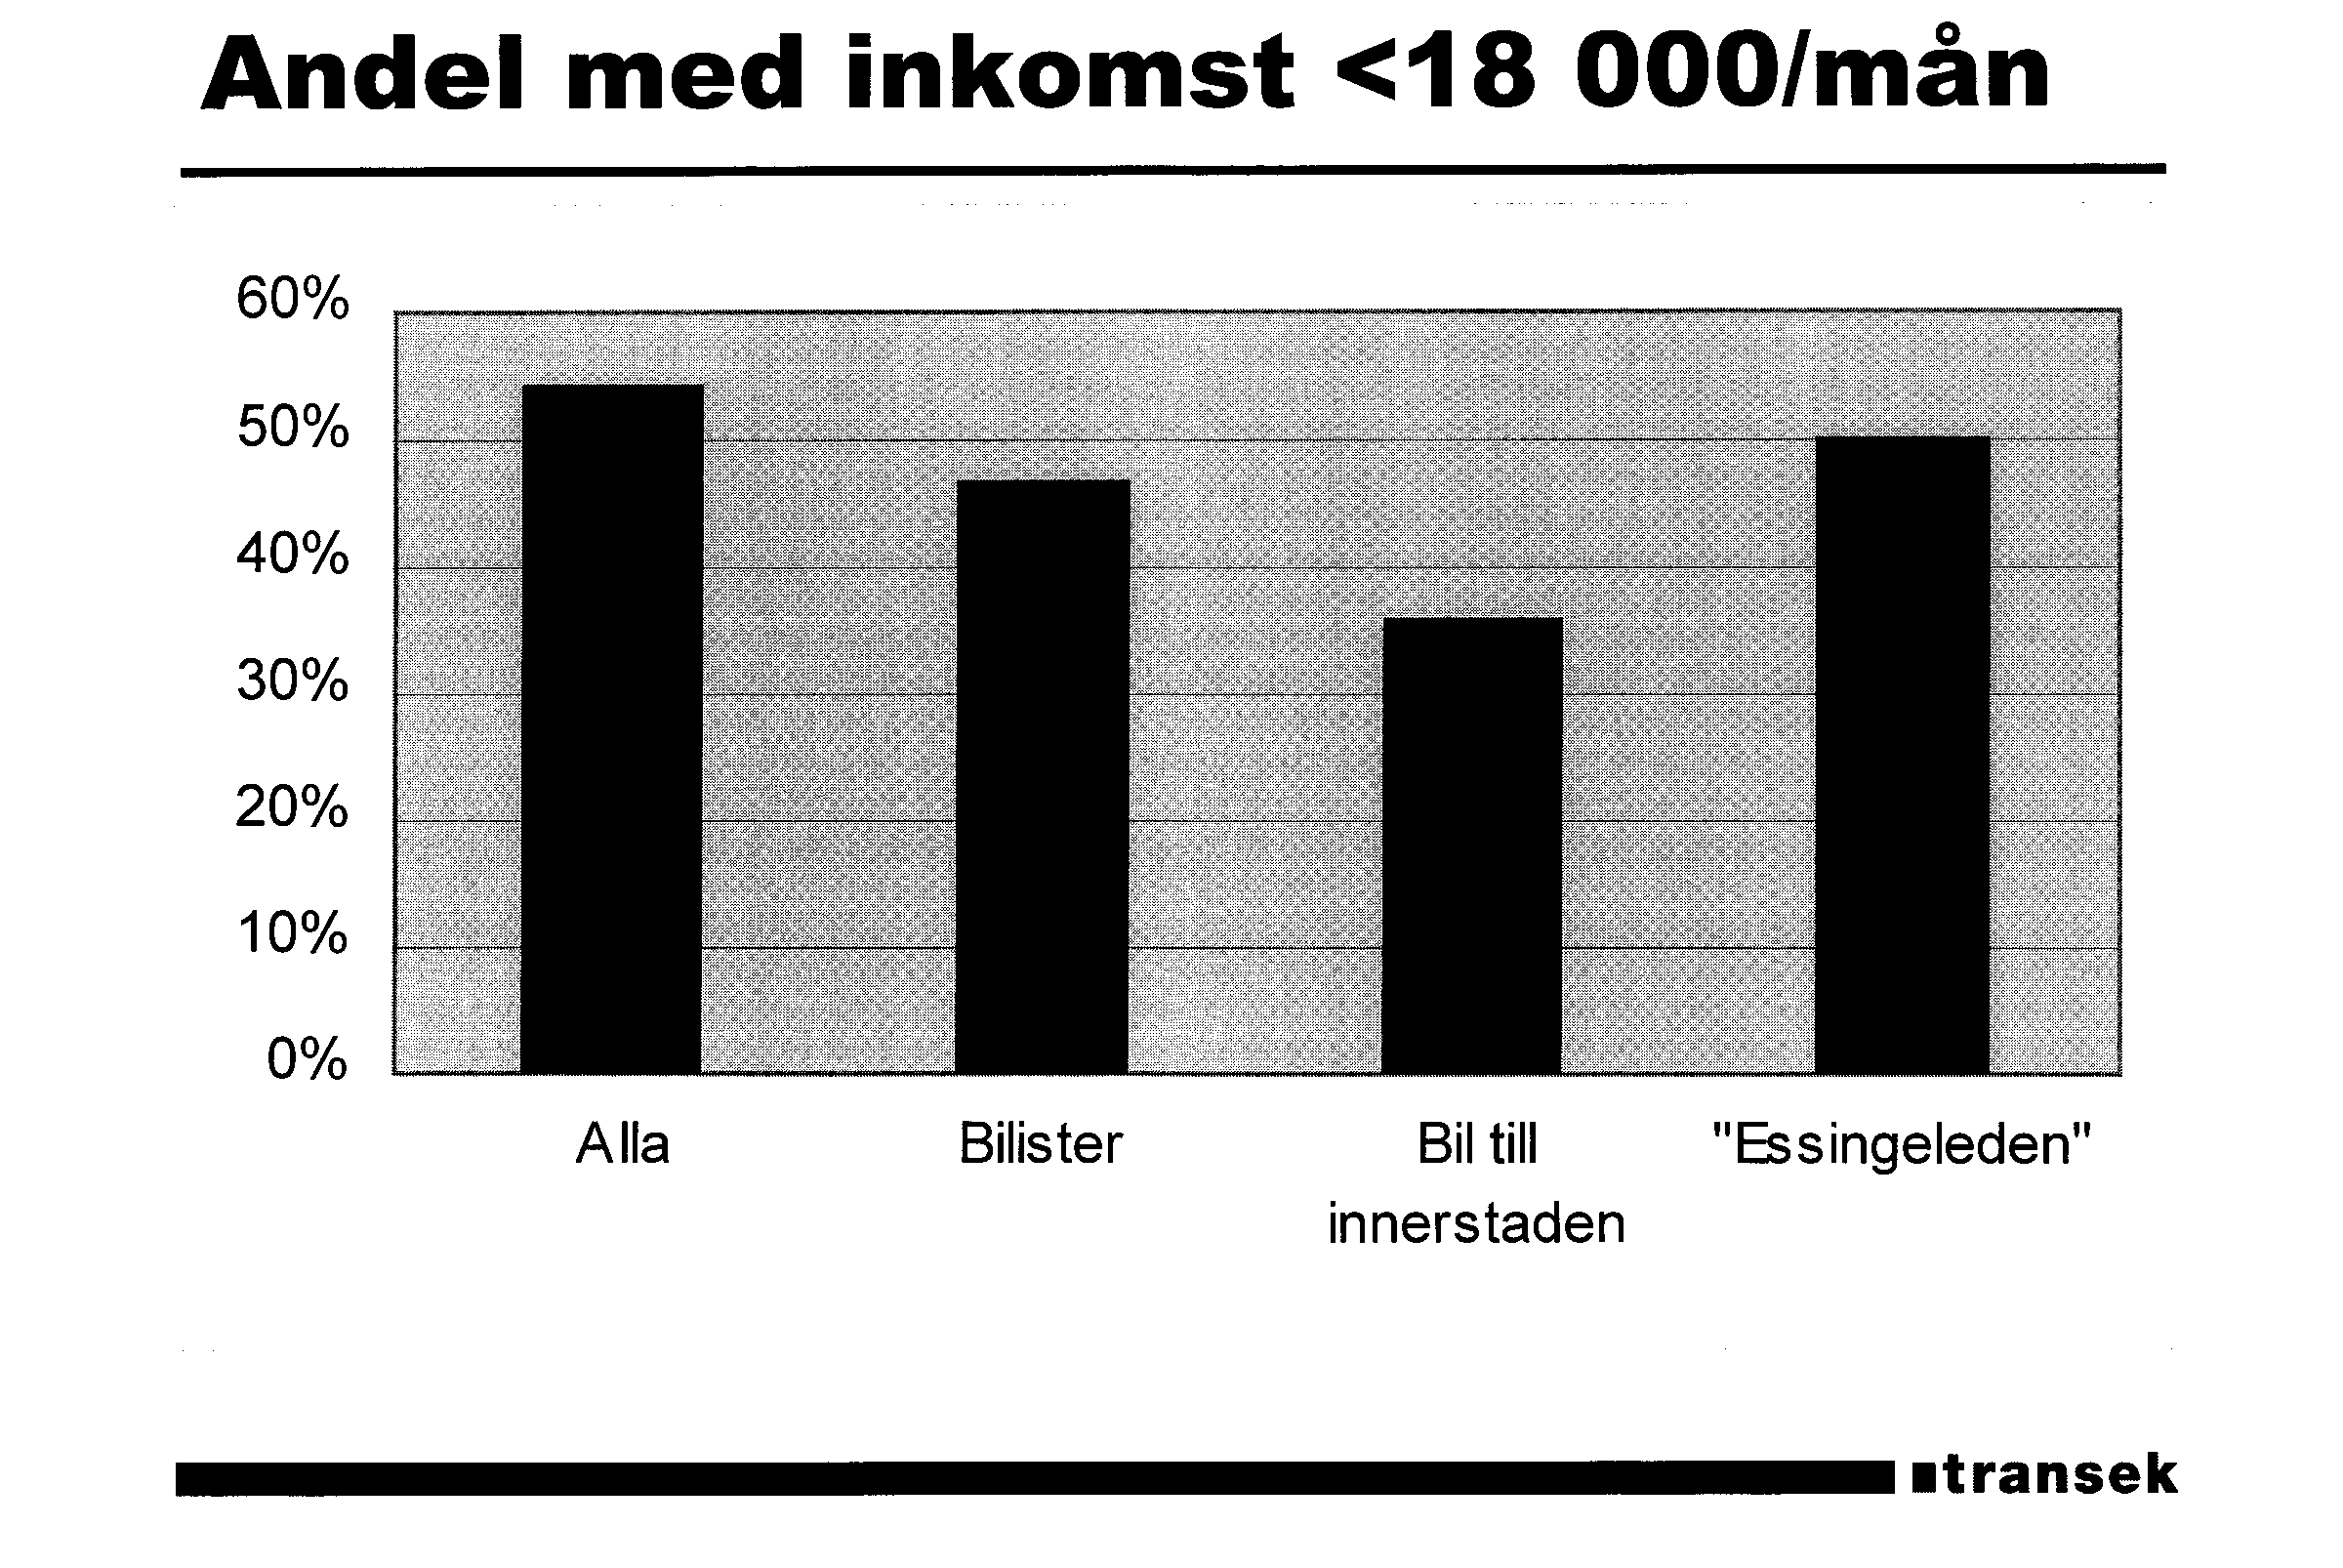 Andel med inkomst <18 000/mån
60%
50%
40%
30%
20%
10%
0%
Alla
Bilister
Bil till
innerstaden
"Essingeleden"
transek